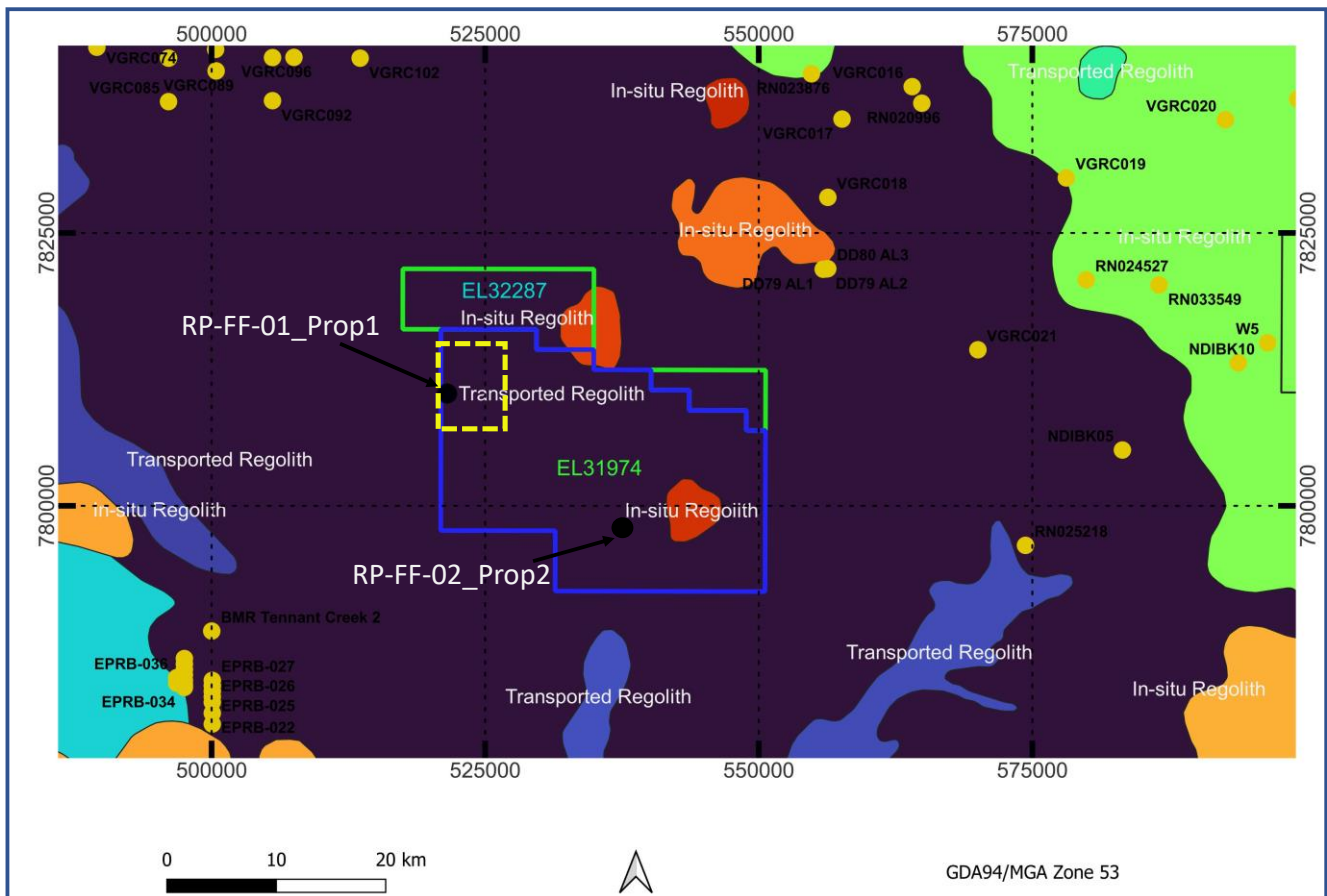 500000 525000 550000 575000
VGRC074
VGRC096
VGRC102
VGRC085
VGRC089
VGRC092
In-situ Regolith
VGRC016
RN023876
RN020996
VGRC017
Transported Regolith
VGRC020
VGRC019
VGRC018
7825000
In-situ Regolith
In-situ Regolith
7825000
DD80 AL3
DD79 AL1
DD79 AL2
RN024527
RN033549
EL32287
In-situ Regolith
RP-FF-01_Prop1
W5
NDIBK10
VGRC021
Transported Regolith
NDIBK05
Transported Regolith
EL31974
7800000
In-situ Regolith
In-situ Regoiith
7800000
RN025218
RP-FF-02_Prop2
BMR Tennant Creek 2
EPRB-036
EPRB-027
EPRB-026
EPRB-034
EPRB-025
EPRB-022
Transported Regolith
Transported Regolith
In-situ Regolith
500000 525000 550000 575000
0 10 20 km
GDA94/MGA Zone 53